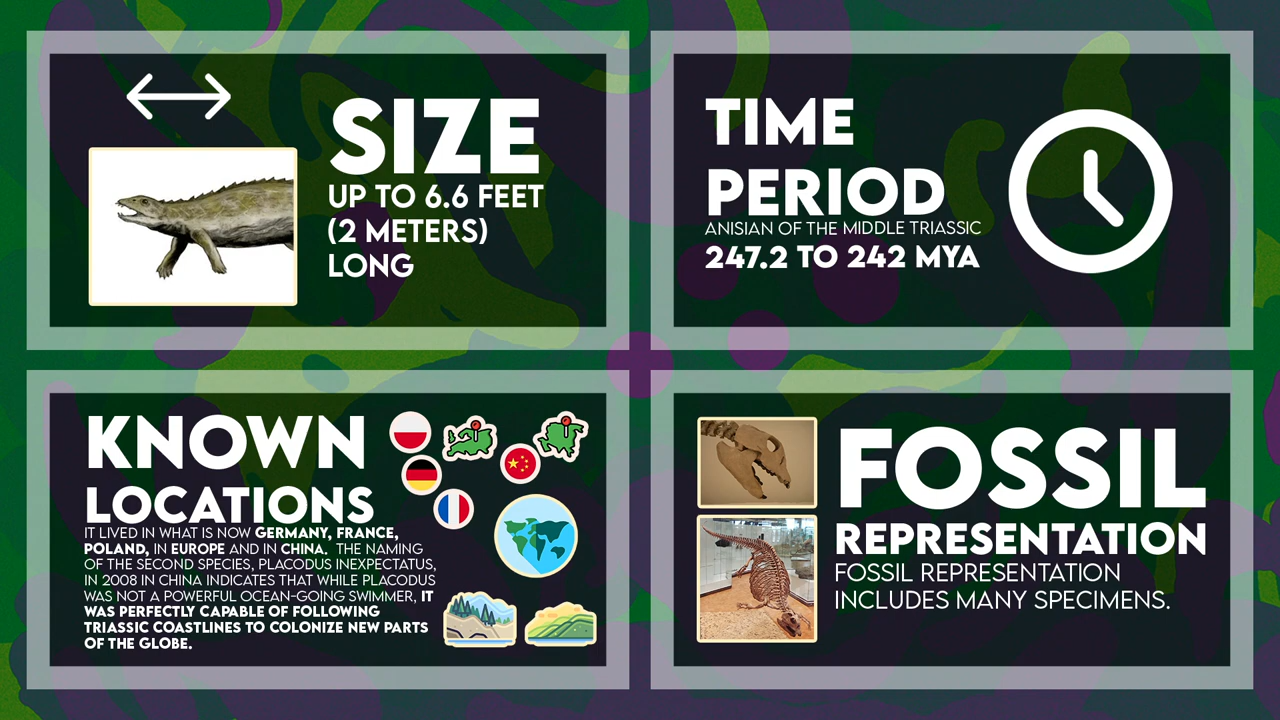 SIZE
UP TO 6.6 FEET
(2 METERS)
LONG
TIME
PERIOD
ANISIAN OF THE MIDDLE TRIASSIC
247.2 TO 242 MYA
KNOWN
LOCATIONS
IT LIVED IN WHAT IS NOW GERMANY, FRANCE,
POLAND, IN EUROPE AND IN CHINA. THE NAMING
OF THE SECOND SPECIES, PLACODUS INEXPECTATUS,
IN 2008 IN CHINA INDICATES THAT WHILE PLACODUS
WAS NOT A POWERFUL OCEAN-GOING SWIMMER, IT
WAS PERFECTLY CAPABLE OF FOLLOWING
TRIASSIC COASTLINES TO COLONIZE NEW PARTS
OF THE GLOBE.
FOSSIL
REPRESENTATION
FOSSIL REPRESENTATION
INCLUDES MANY SPECIMENS.